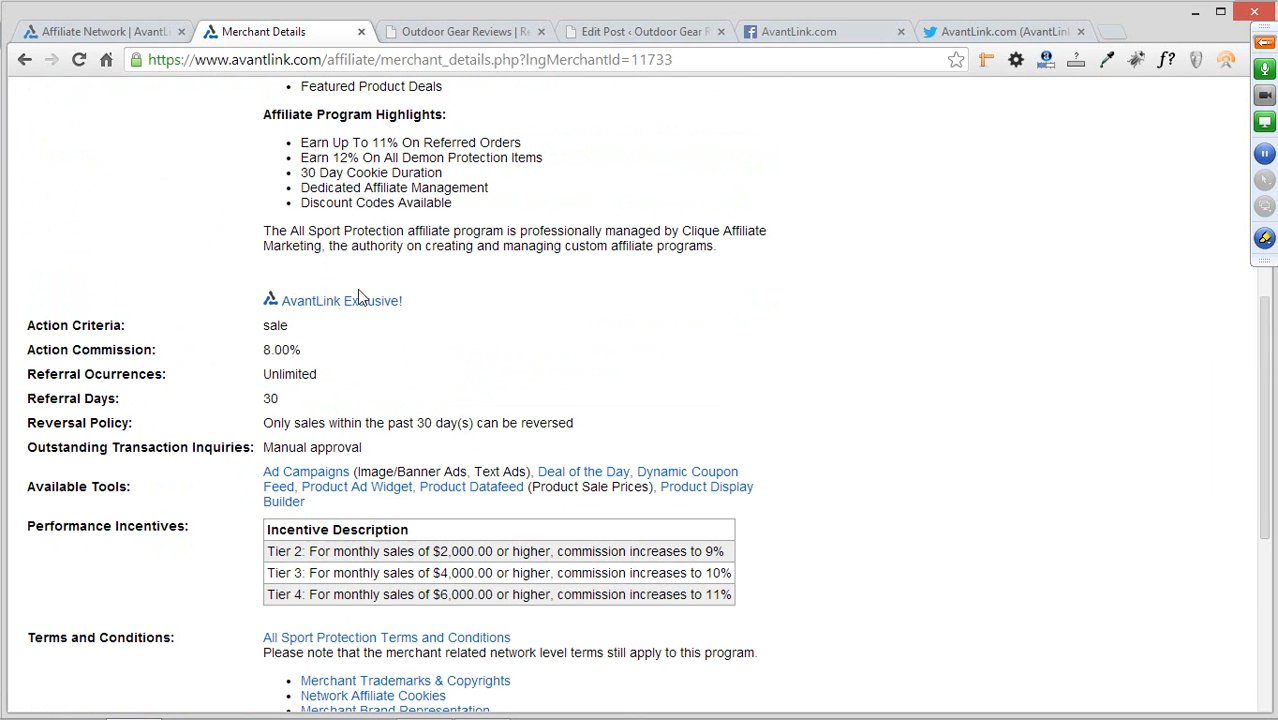 Affiliate Network | AvantL
Merchant Details
Outdoor Gear Reviews | Re
Edit Post ‹ Outdoor Gear R
AvantLink.com
AvantLink.com (AvantLin
https://www.avantlink.com/affiliate/merchant_details.php?lngMerchantId=11733
f?
• Featured Product Deals
Affiliate Program Highlights:
• Earn Up To 11% On Referred Orders
• Earn 12% On All Demon Protection Items
• 30 Day Cookie Duration
• Dedicated Affiliate Management
• Discount Codes Available
The All Sport Protection affiliate program is professionally managed by Clique Affiliate
Marketing, the authority on creating and managing custom affiliate programs.
AvantLink Exclusive!
Action Criteria: sale
Action Commission: 8.00%
Referral Ocurrences: Unlimited
Referral Days: 30
Reversal Policy: Only sales within the past 30 day(s) can be reversed
Outstanding Transaction Inquiries: Manual approval
Available Tools: Ad Campaigns (Image/Banner Ads, Text Ads), Deal of the Day, Dynamic Coupon
Feed, Product Ad Widget, Product Datafeed (Product Sale Prices), Product Display
Builder
Performance Incentives: Incentive Description
Tier 2: For monthly sales of $2,000.00 or higher, commission increases to 9%
Tier 3: For monthly sales of $4,000.00 or higher, commission increases to 10%
Tier 4: For monthly sales of $6,000.00 or higher, commission increases to 11%
Terms and Conditions: All Sport Protection Terms and Conditions
Please note that the merchant related network level terms still apply to this program.
• Merchant Trademarks & Copyrights
• Network Affiliate Cookies
• Merchant Brand Representation